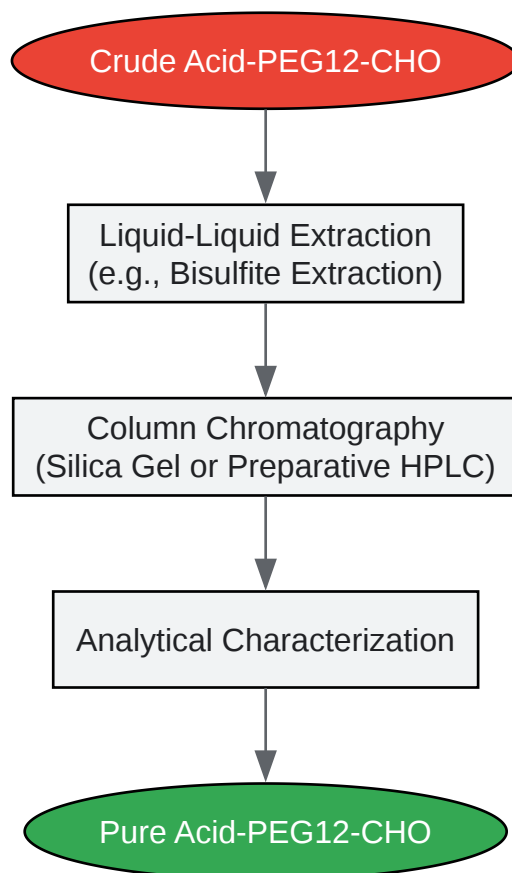 Crude Acid-PEG12-CHO
Liquid-Liquid Extraction
(e.g., Bisulfite Extraction)
Column Chromatography
(Silica Gel or Preparative HPLC)
Analytical Characterization
Pure Acid-PEG12-CHO